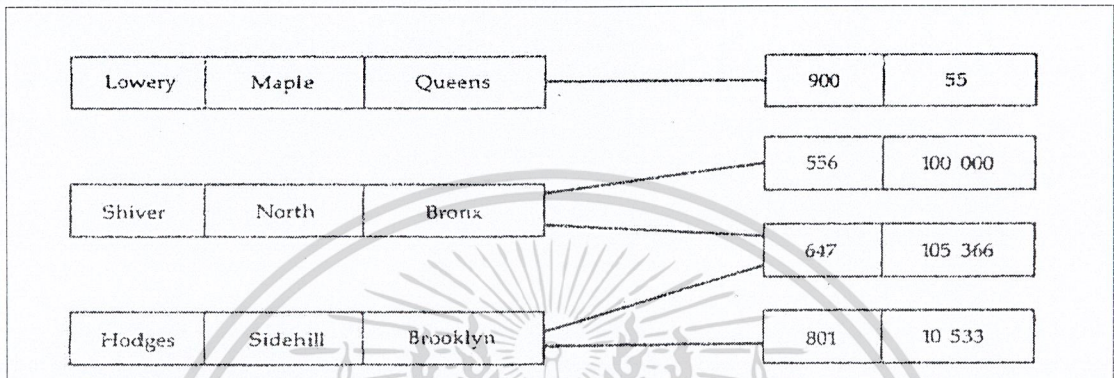 Lowery Maple Queens 900 55
556 100 000
Shiver North Bronx
647 105 366
Hodges Sidehill Brooklyn 801 10 533